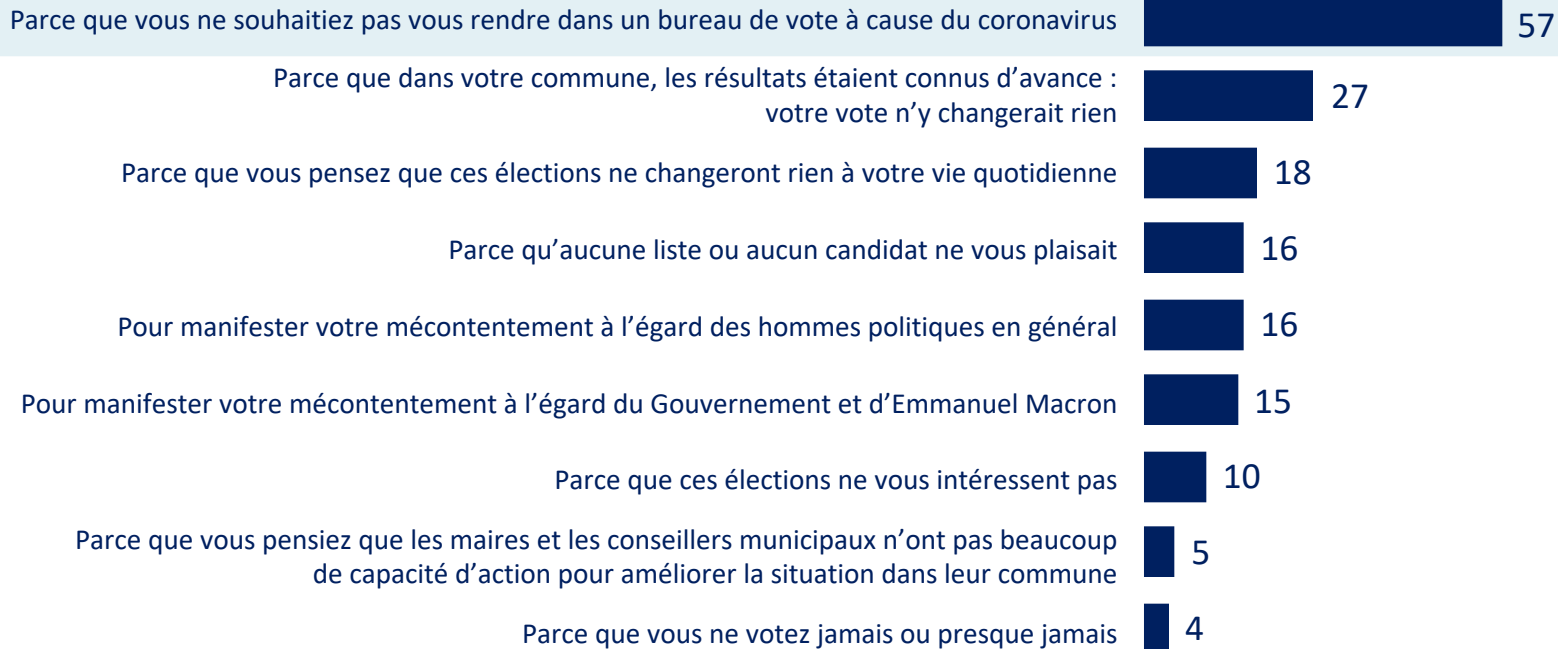 Parce que vous ne souhaitiez pas vous rendre dans un bureau de vote à cause du coronavirus 57
Parce que dans votre commune, les résultats étaient connus d’avance :
votre vote n’y changerait rien 27
Parce que vous pensez que ces élections ne changeront rien à votre vie quotidienne 18
Parce qu’aucune liste ou aucun candidat ne vous plaisait 16
Pour manifester votre mécontentement à l’égard des hommes politiques en général 16
Pour manifester votre mécontentement à l’égard du Gouvernement et d’Emmanuel Macron 15
Parce que ces élections ne vous intéressent pas 10
Parce que vous pensiez que les maires et les conseillers municipaux n’ont pas beaucoup
de capacité d’action pour améliorer la situation dans leur commune 5
Parce que vous ne votez jamais ou presque jamais 4